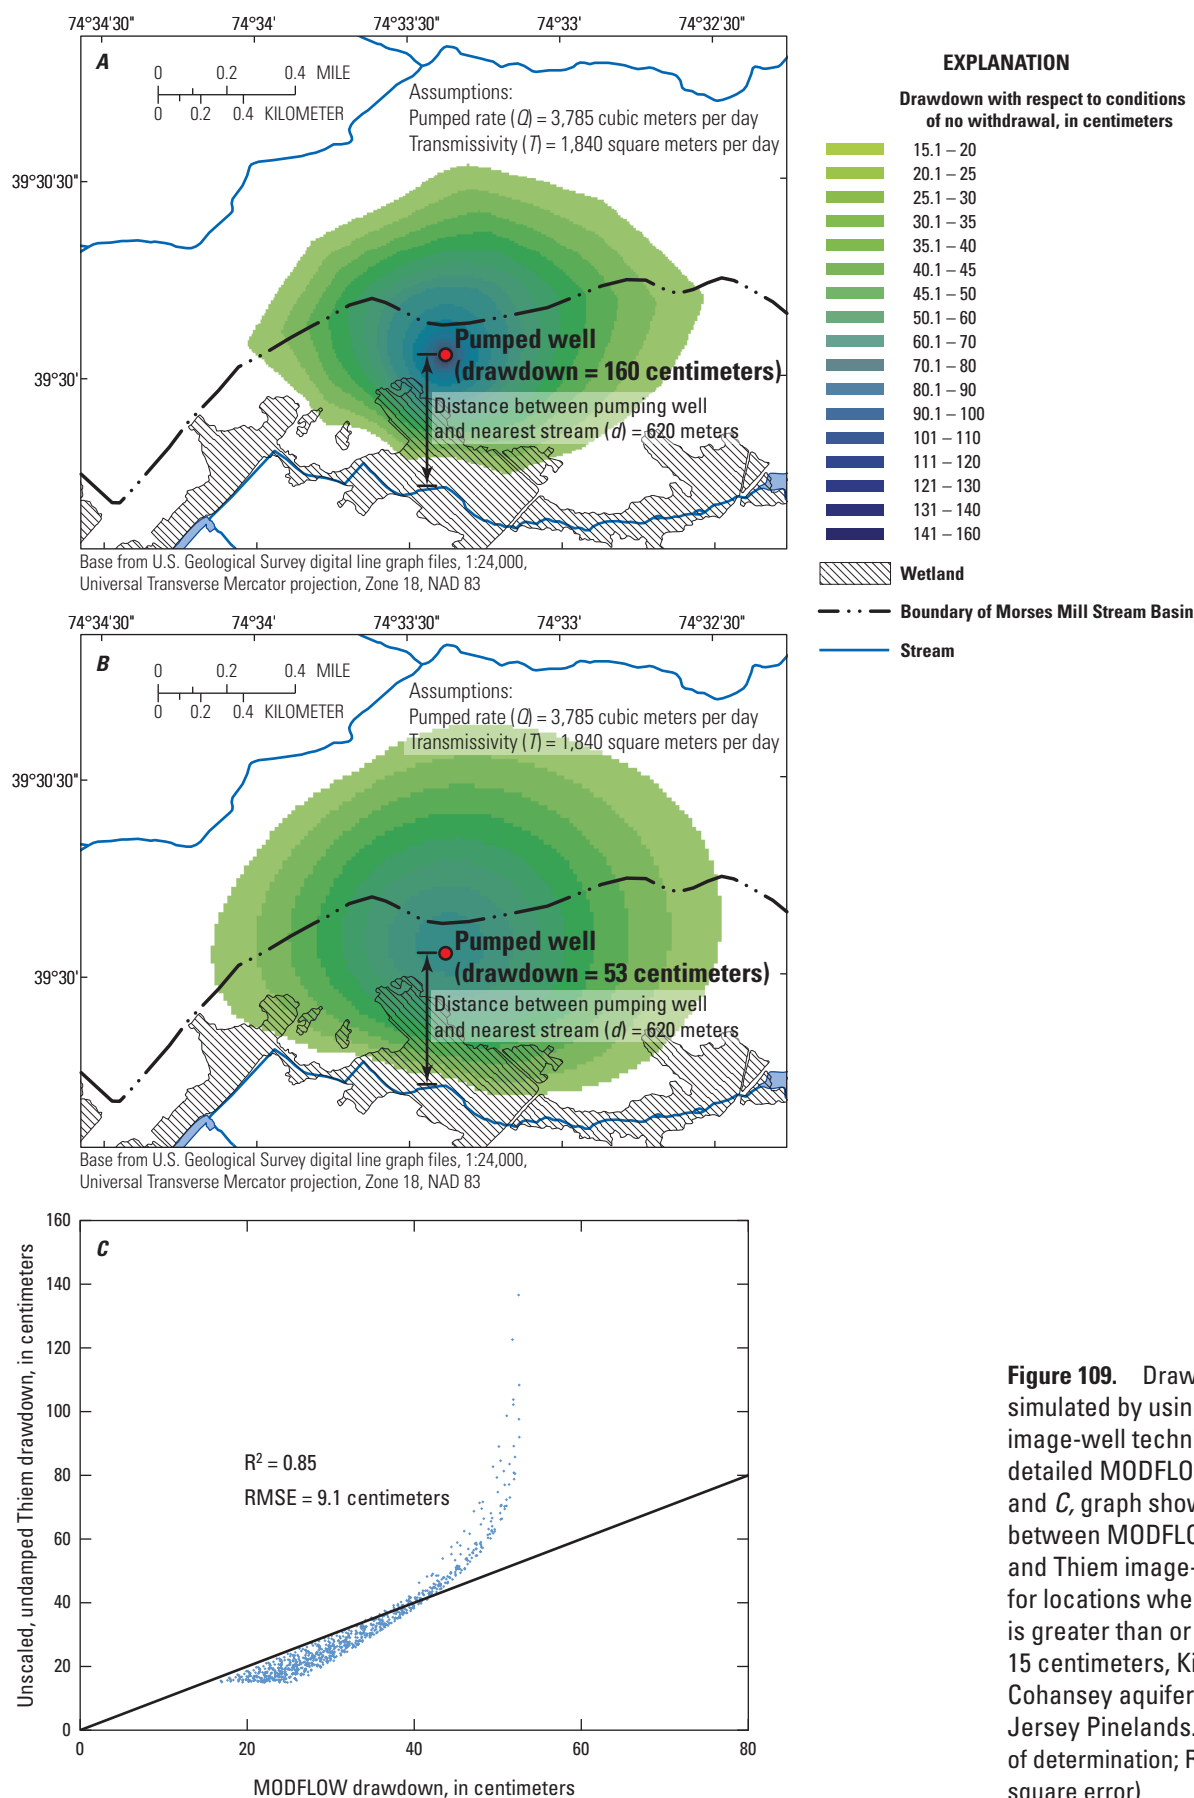 74°34'30"
74°34'
74°33'30"
74°33'
74°32'30"
A
0 0.2 0.4 MILE
0 0.2 0.4 KILOMETER
Assumptions:
Pumped rate (Q) = 3,785 cubic meters per day
Transmissivity (T) = 1,840 square meters per day
39°30'30"
39°30'
Pumped well
(drawdown = 160 centimeters)
Distance between pumping well
and nearest stream (d) = 620 meters
Base from U.S. Geological Survey digital line graph files, 1:24,000,
Universal Transverse Mercator projection, Zone 18, NAD 83
EXPLANATION
Drawdown with respect to conditions
of no withdrawal, in centimeters
15.1 – 20
20.1 – 25
25.1 – 30
30.1 – 35
35.1 – 40
40.1 – 45
45.1 – 50
50.1 – 60
60.1 – 70
70.1 – 80
80.1 – 90
90.1 – 100
101 – 110
111 – 120
121 – 130
131 – 140
141 – 160
Wetland
Boundary of Morses Mill Stream Basin
Stream
74°34'30"
74°34'
74°33'30"
74°33'
74°32'30"
B
0 0.2 0.4 MILE
0 0.2 0.4 KILOMETER
Assumptions:
Pumped rate (Q) = 3,785 cubic meters per day
Transmissivity (T) = 1,840 square meters per day
39°30'30"
39°30'
Pumped well
(drawdown = 53 centimeters)
Distance between pumping well
and nearest stream (d) = 620 meters
Base from U.S. Geological Survey digital line graph files, 1:24,000,
Universal Transverse Mercator projection, Zone 18, NAD 83
C
Unscaled, undamped Thiem drawdown, in centimeters
160
140
120
100
80
60
40
20
0
R² = 0.85
RMSE = 9.1 centimeters
0 20 40 60 80
MODFLOW drawdown, in centimeters
Figure 109. Draw
simulated by using
image-well techn
detailed MODFLO
and C, graph show
between MODFLO
and Thiem image-
for locations whe
is greater than or
15 centimeters, Ki
Cohansey aquifer
Jersey Pinelands.
of determination; R
square error)